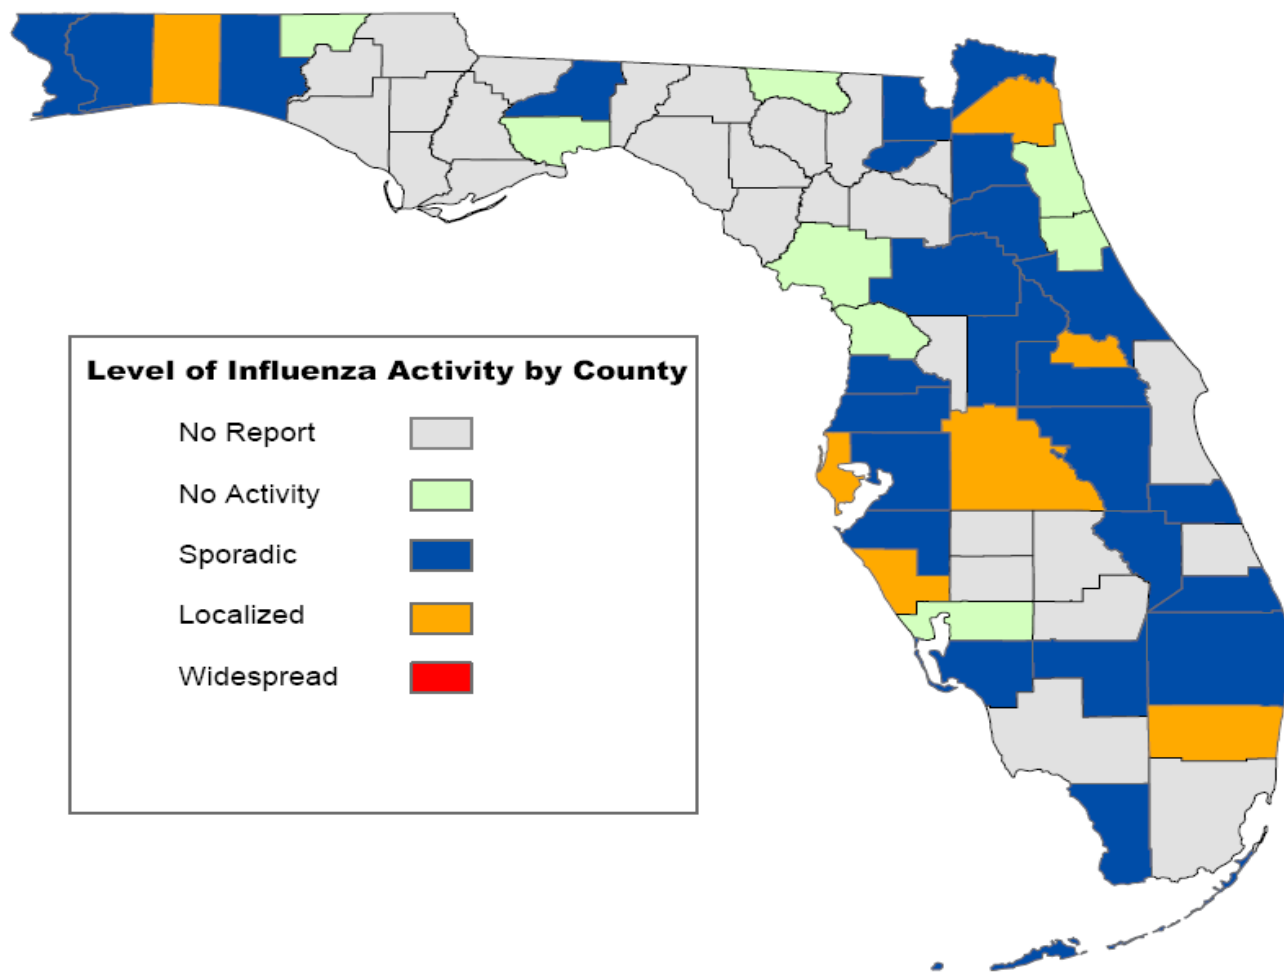 Level of Influenza Activity by County
No Report
No Activity
Sporadic
Localized
Widespread